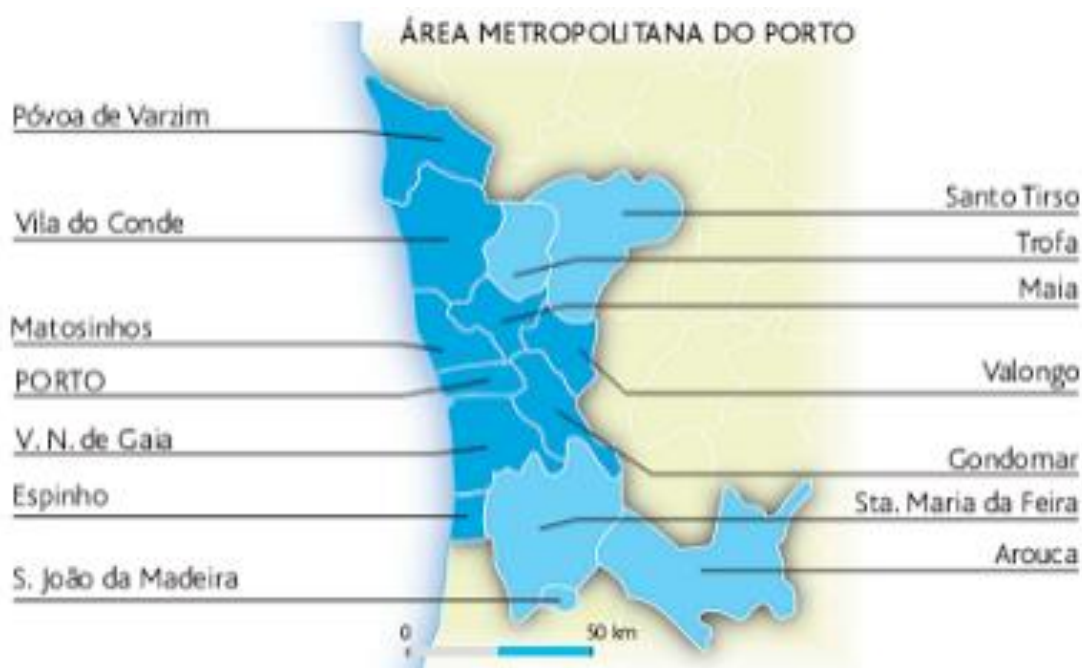 ÁREA METROPOLITANA DO PORTO
Póvoa de Varzim
Vila do Conde
Matosinhos
PORTO
V. N. de Gaia
Espinho
S. João da Madeira
Santo Tirso
Trofa
Maia
Valongo
Gondomar
Sta. Maria da Feira
Arouca
0 50 km